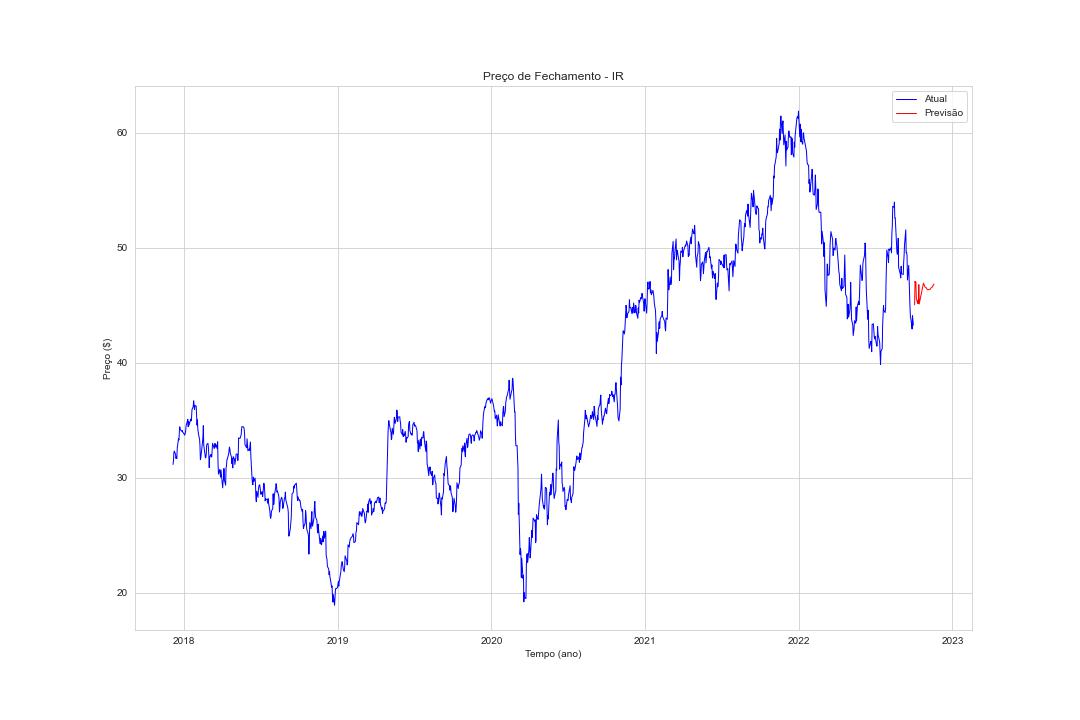 Preço de Fechamento - IR
Atual
Previsão
60
50
40
30
20
Preço ($)
2018
2019
2020
2021
2022
2023
Tempo (ano)